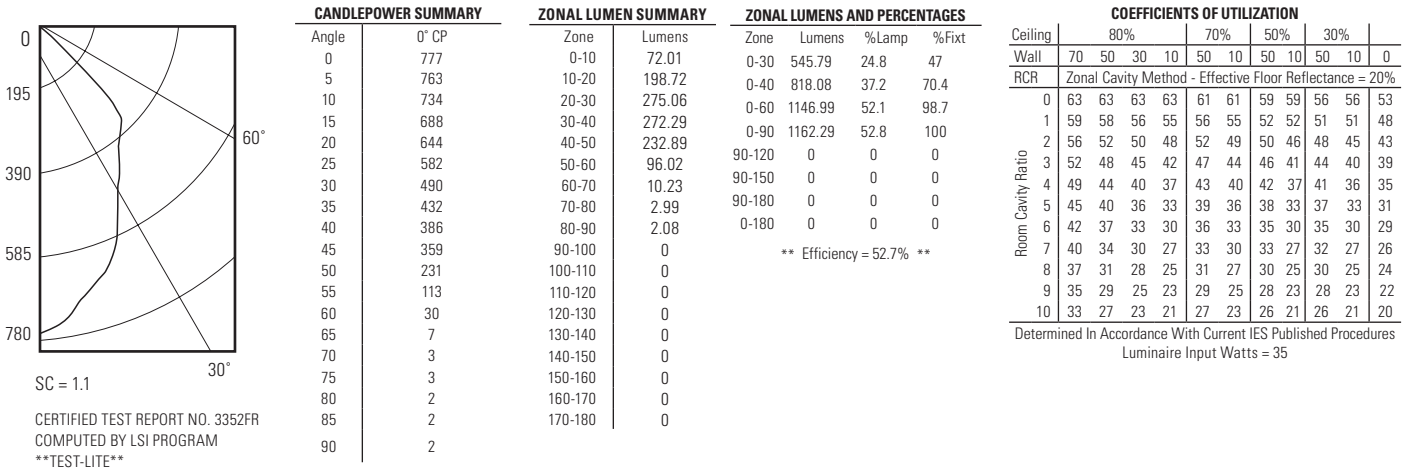 0
195
390
585
780
60°
30°
SC = 1.1
CERTIFIED TEST REPORT NO. 3352FR
COMPUTED BY LSI PROGRAM
**TEST-LITE**
CANDLEPOWER SUMMARY
Angle 0° CP
0 777
5 763
10 734
15 688
20 644
25 582
30 490
35 432
40 386
45 359
50 231
55 113
60 30
65 7
70 3
75 3
80 2
85 2
90 2
ZONAL LUMEN SUMMARY
Zone Lumens
0-10 72.01
10-20 198.72
20-30 275.06
30-40 272.29
40-50 232.89
50-60 96.02
60-70 10.23
70-80 2.99
80-90 2.08
90-100 0
100-110 0
110-120 0
120-130 0
130-140 0
140-150 0
150-160 0
160-170 0
170-180 0
ZONAL LUMENS AND PERCENTAGES
Zone Lumens %Lamp %Fixt
0-30 545.79 24.8 47
0-40 818.08 37.2 70.4
0-60 1146.99 52.1 98.7
0-90 1162.29 52.8 100
90-120 0 0 0
90-150 0 0 0
90-180 0 0 0
0-180 0 0 0
** Efficiency = 52.7% **
COEFFICIENTS OF UTILIZATION
Ceiling 80% 70% 50% 30%
Wall 70 50 30 10 50 10 50 10 50 10 0
RCR Zonal Cavity Method - Effective Floor Reflectance = 20%
Room Cavity Ratio
0 63 63 63 63 61 61 59 59 56 56 53
1 59 58 56 55 56 55 52 52 51 51 48
2 56 52 50 48 52 49 50 46 48 45 43
3 52 48 45 42 47 44 46 41 44 40 39
4 49 44 40 37 43 40 42 37 41 36 35
5 45 40 36 33 39 36 38 33 37 33 31
6 42 37 33 30 36 33 35 30 35 30 29
7 40 34 30 27 33 30 33 27 32 27 26
8 37 31 28 25 31 27 30 25 30 25 24
9 35 29 25 23 29 25 28 23 28 23 22
10 33 27 23 21 27 23 26 21 26 21 20
Determined In Accordance With Current IES Published Procedures
Luminaire Input Watts = 35